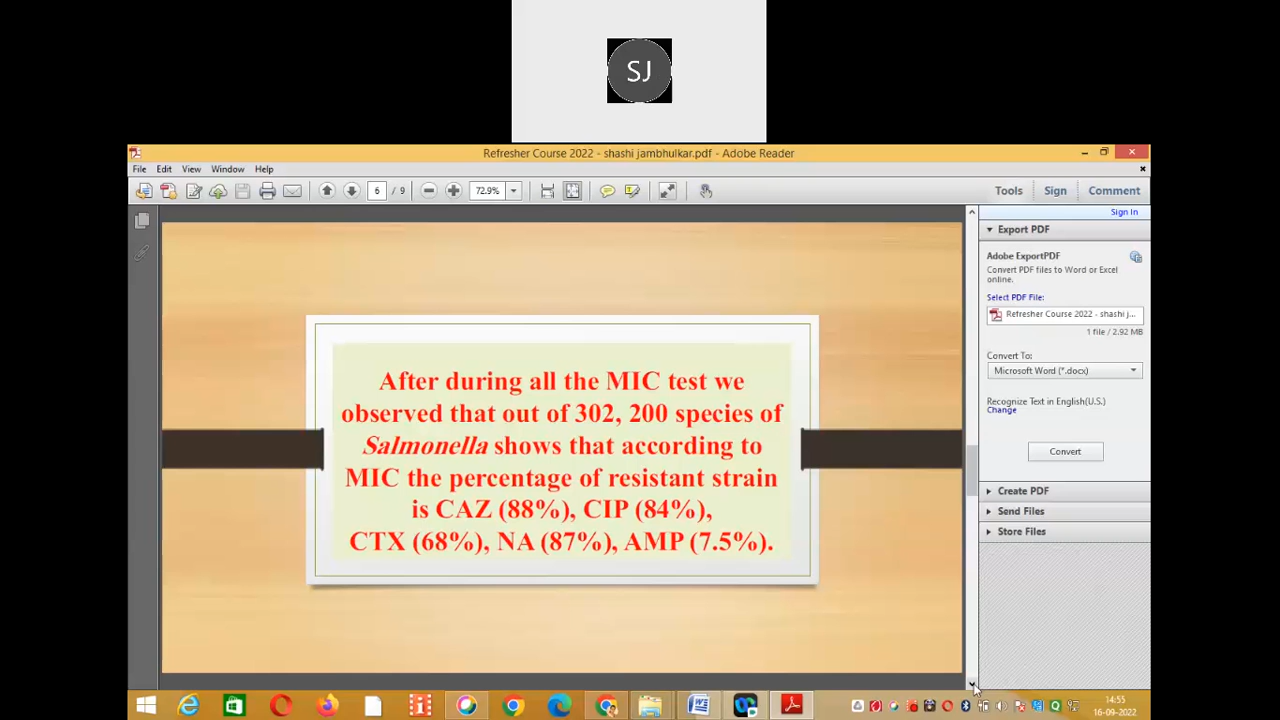 SJ
Refresher Course 2022 - shashi jambhulkar.pdf - Adobe Reader
File Edit View Window Help
6 / 9 72.9% Tools Sign Comment
Sign In
Export PDF
Adobe ExportPDF
Convert PDF files to Word or Excel
online.
Select PDF File:
Refresher Course 2022 - shashi j...
1 file / 2.92 MB
Convert To:
Microsoft Word (*.docx)
Recognize Text in English(U.S.)
Change
Convert
Create PDF
Send Files
Store Files
After during all the MIC test we
observed that out of 302, 200 species of
Salmonella shows that according to
MIC the percentage of resistant strain
is CAZ (88%), CIP (84%),
CTX (68%), NA (87%), AMP (7.5%).
14:55
16-09-2022